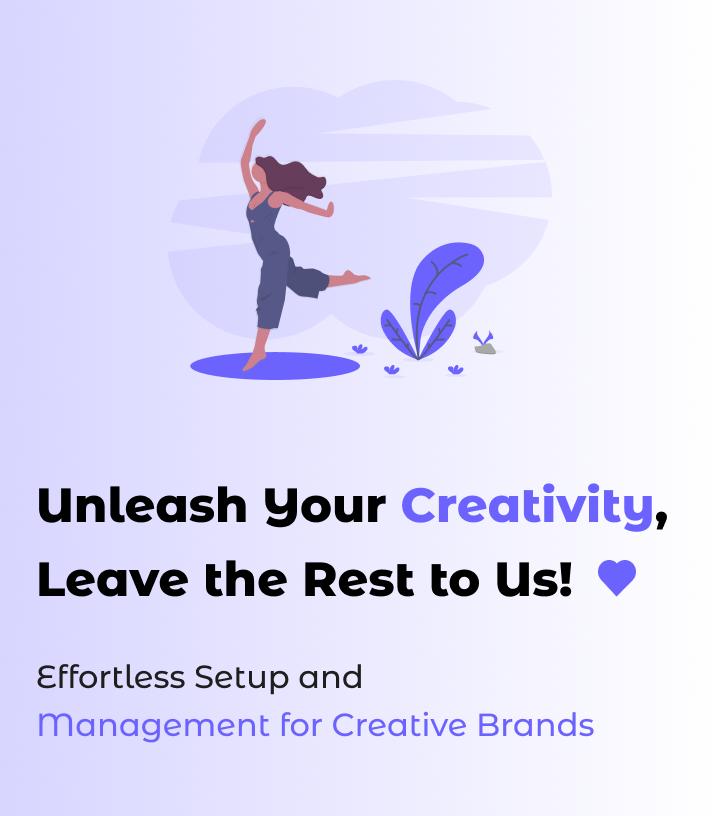 Unleash Your Creativity,
Leave the Rest to Us!
Effortless Setup and
Management for Creative Brands